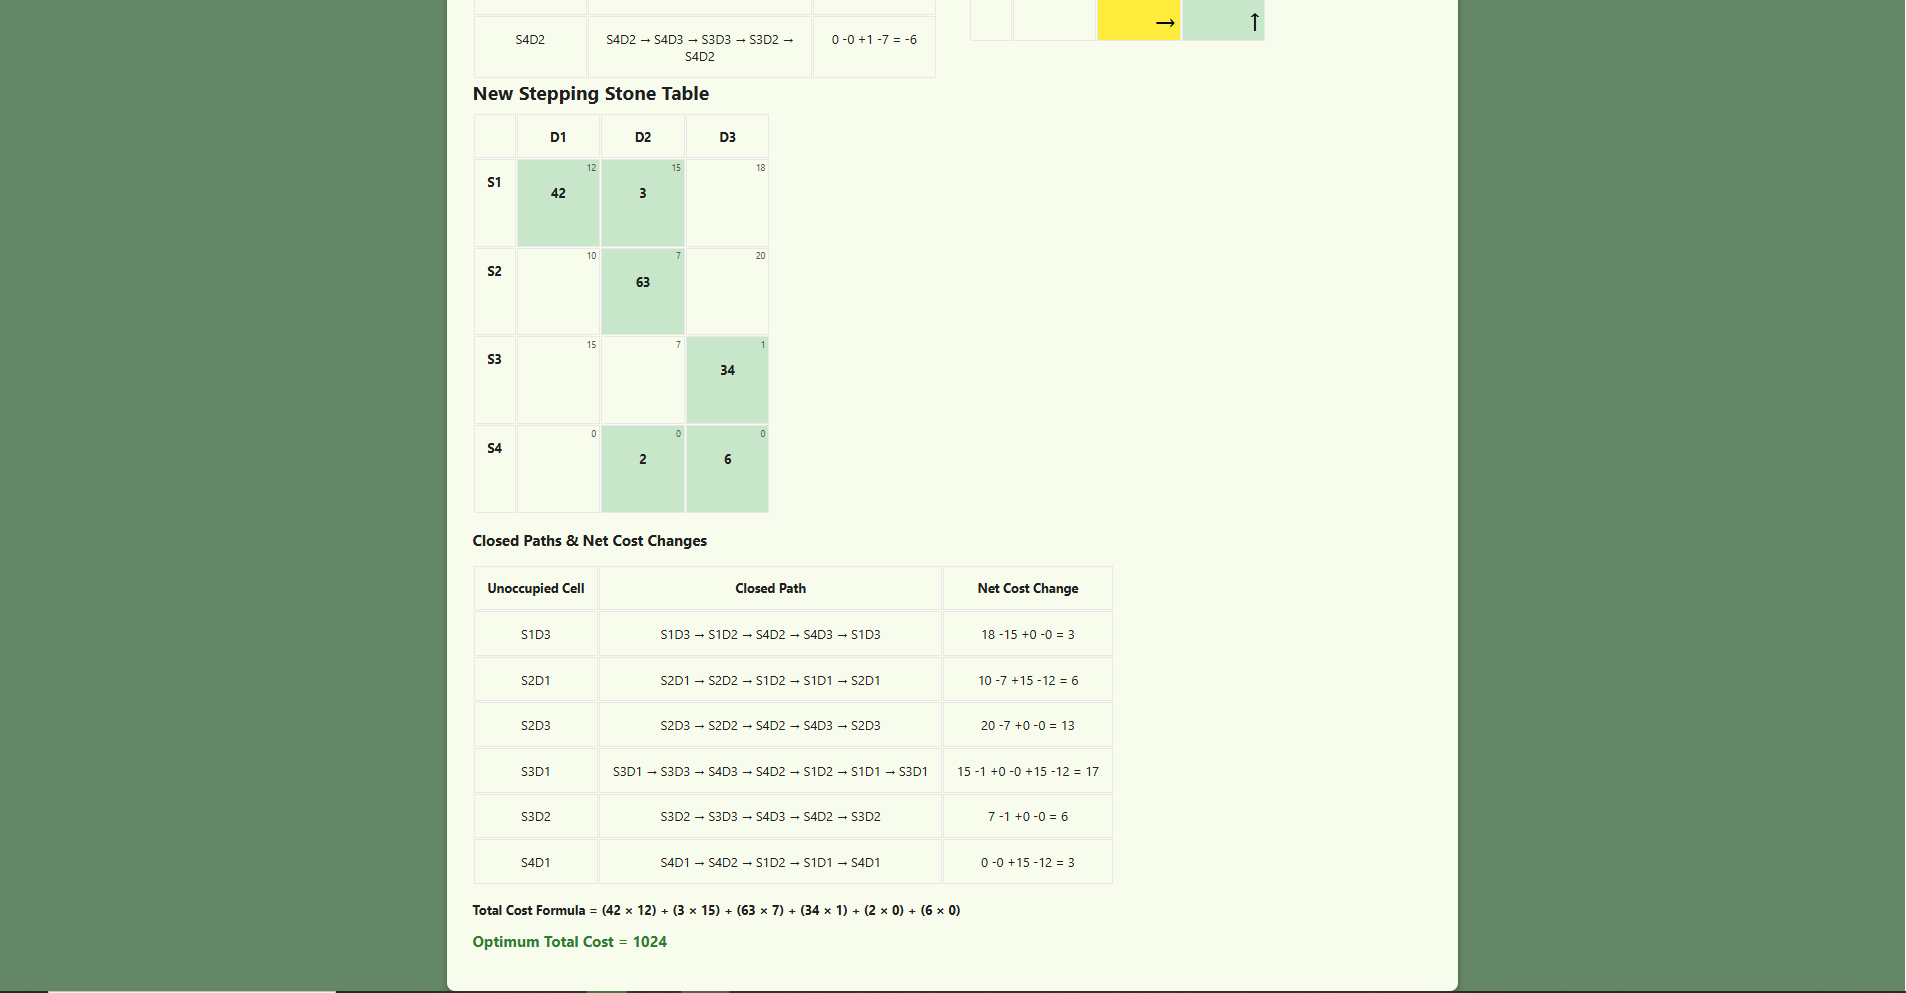 S4D2 S4D2 → S4D3 → S3D3 → S3D2 → 0 -0 +1 -7 = -6
S4D2
→ ↑
New Stepping Stone Table
D1 D2 D3
12 15 18
S1 42 3
10 7 20
S2 63
15 7 1
S3 34
0 0 0
S4 2 6
Closed Paths & Net Cost Changes
Unoccupied Cell Closed Path Net Cost Change
S1D3 S1D3 → S1D2 → S4D2 → S4D3 → S1D3 18 -15 +0 -0 = 3
S2D1 S2D1 → S2D2 → S1D2 → S1D1 → S2D1 10 -7 +15 -12 = 6
S2D3 S2D3 → S2D2 → S4D2 → S4D3 → S2D3 20 -7 +0 -0 = 13
S3D1 S3D1 → S3D3 → S4D3 → S4D2 → S1D2 → S1D1 → S3D1 15 -1 +0 -0 +15 -12 = 17
S3D2 S3D2 → S3D3 → S4D3 → S4D2 → S3D2 7 -1 +0 -0 = 6
S4D1 S4D1 → S4D2 → S1D2 → S1D1 → S4D1 0 -0 +15 -12 = 3
Total Cost Formula = (42 × 12) + (3 × 15) + (63 × 7) + (34 × 1) + (2 × 0) + (6 × 0)
Optimum Total Cost = 1024